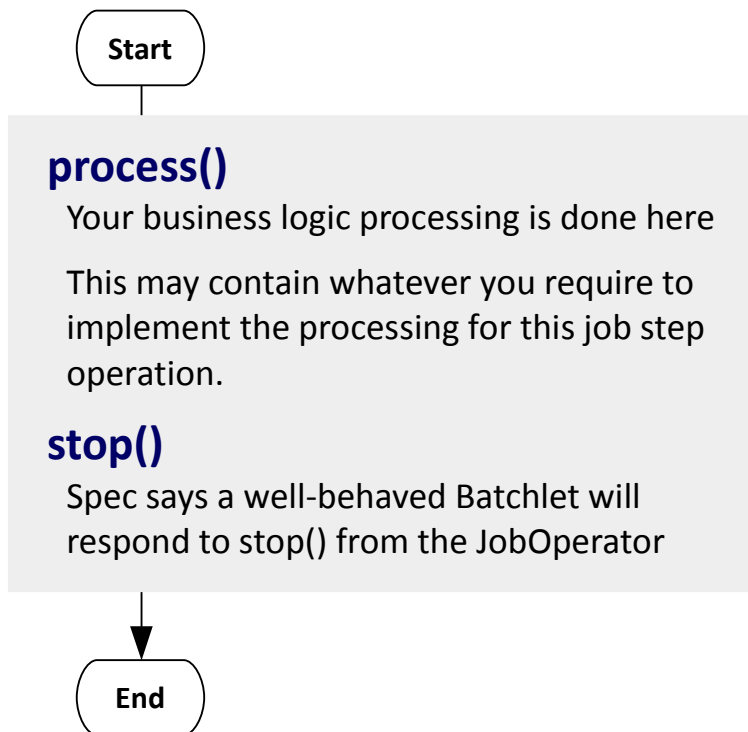 Start
process()
Your business logic processing is done here
This may contain whatever you require to
implement the processing for this job step
operation.
stop()
Spec says a well-behaved Batchlet will
respond to stop() from the JobOperator
End